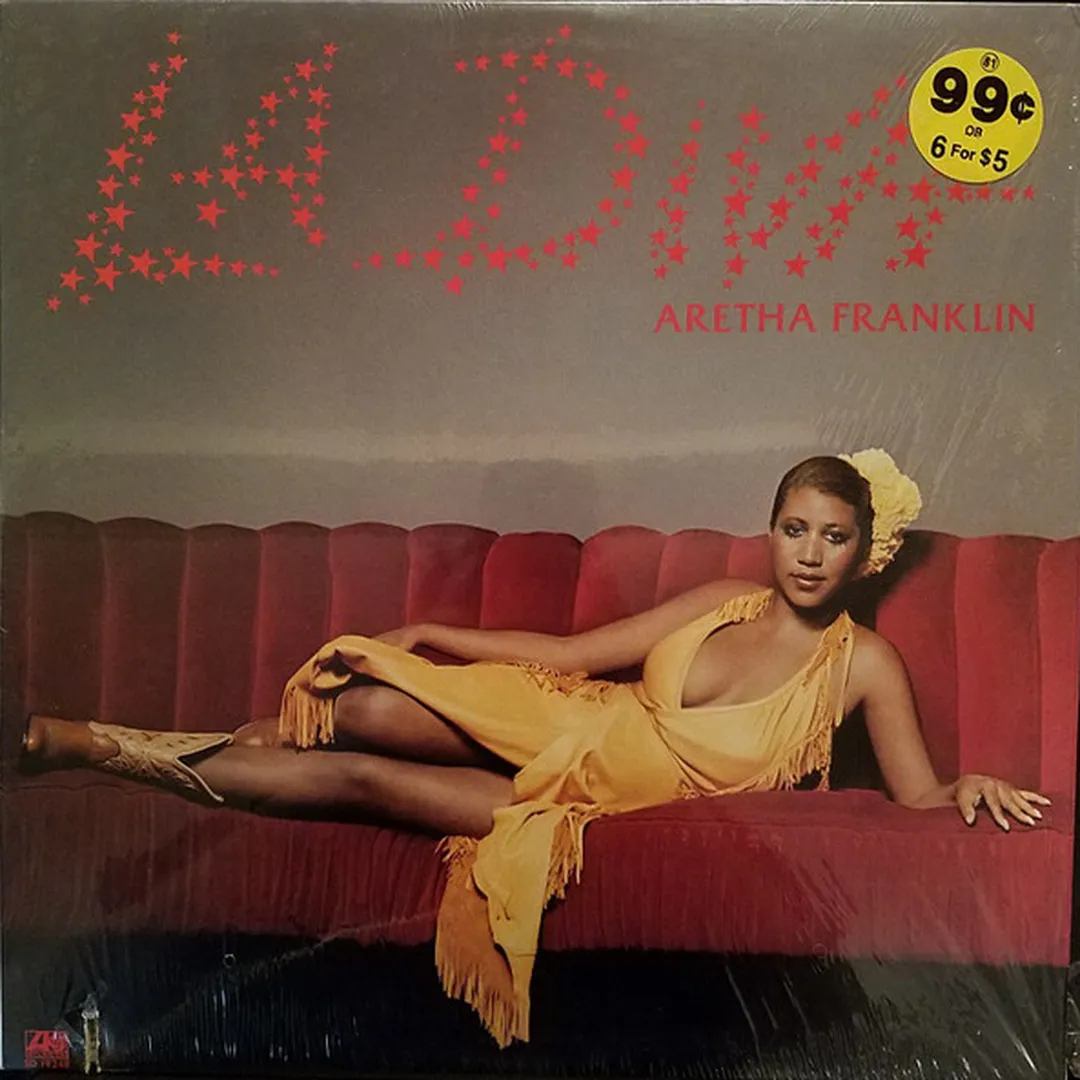 LA DIVA
81
99¢
OR
6 For $5
ARETHA FRANKLIN